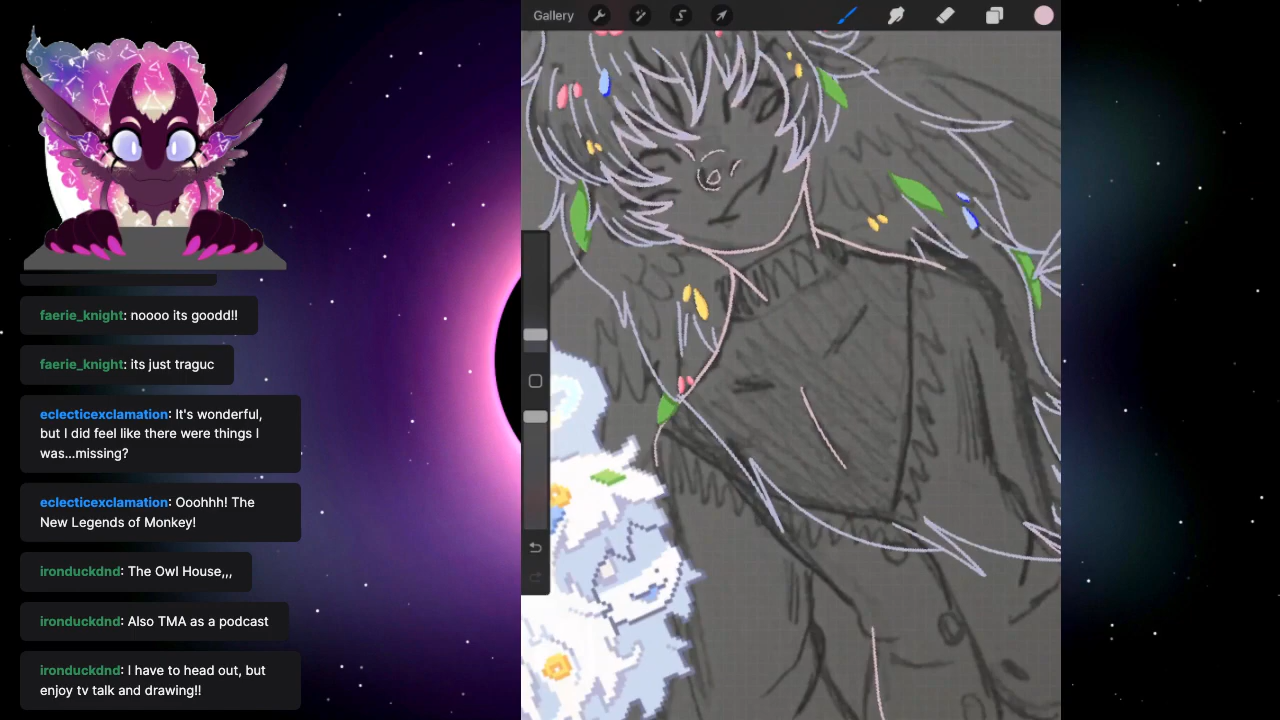 Gallery
faerie_knight: noooo its goodd!!
faerie_knight: its just traguc
eclecticexclamation: It's wonderful,
but I did feel like there were things I
was...missing?
eclecticexclamation: Ooohhh! The
New Legends of Monkey!
ironduckdnd: The Owl House,,,
ironduckdnd: Also TMA as a podcast
ironduckdnd: I have to head out, but
enjoy tv talk and drawing!!